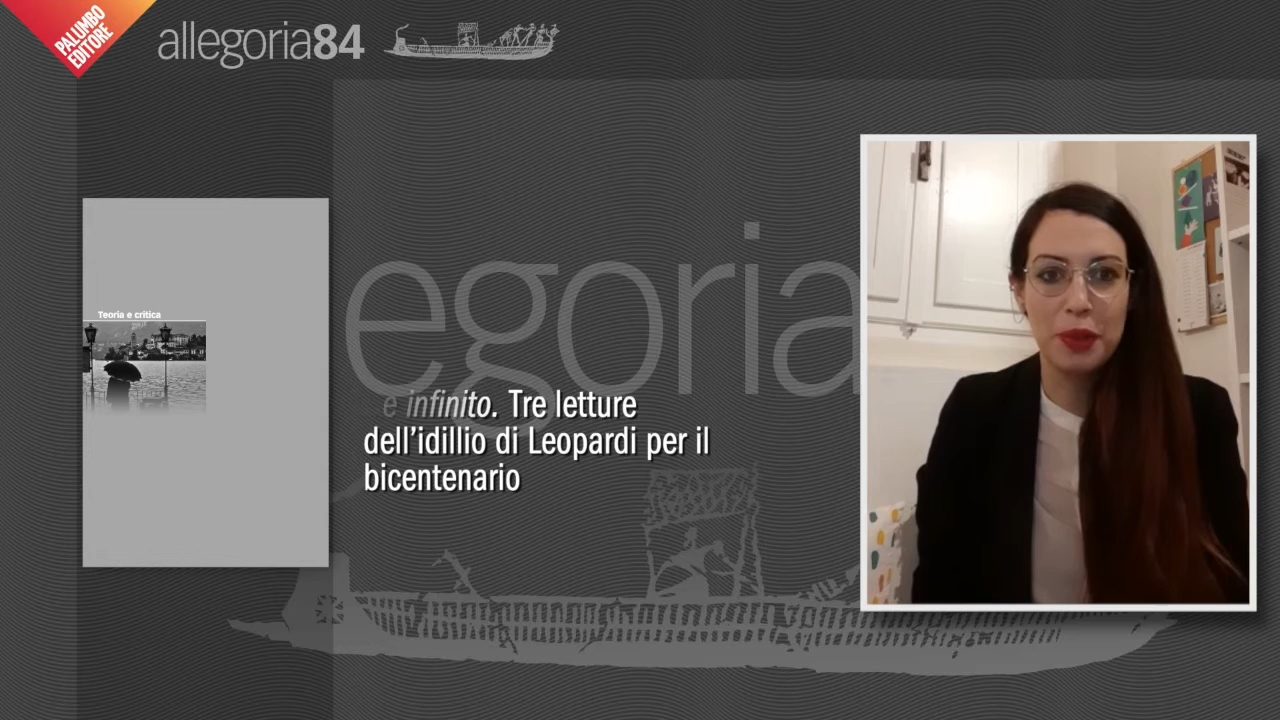 PALUMBO
EDITORE
allegoria84
egoria
Teoria e critica
e infinito. Tre letture
dell’idillio di Leopardi per il
bicentenario